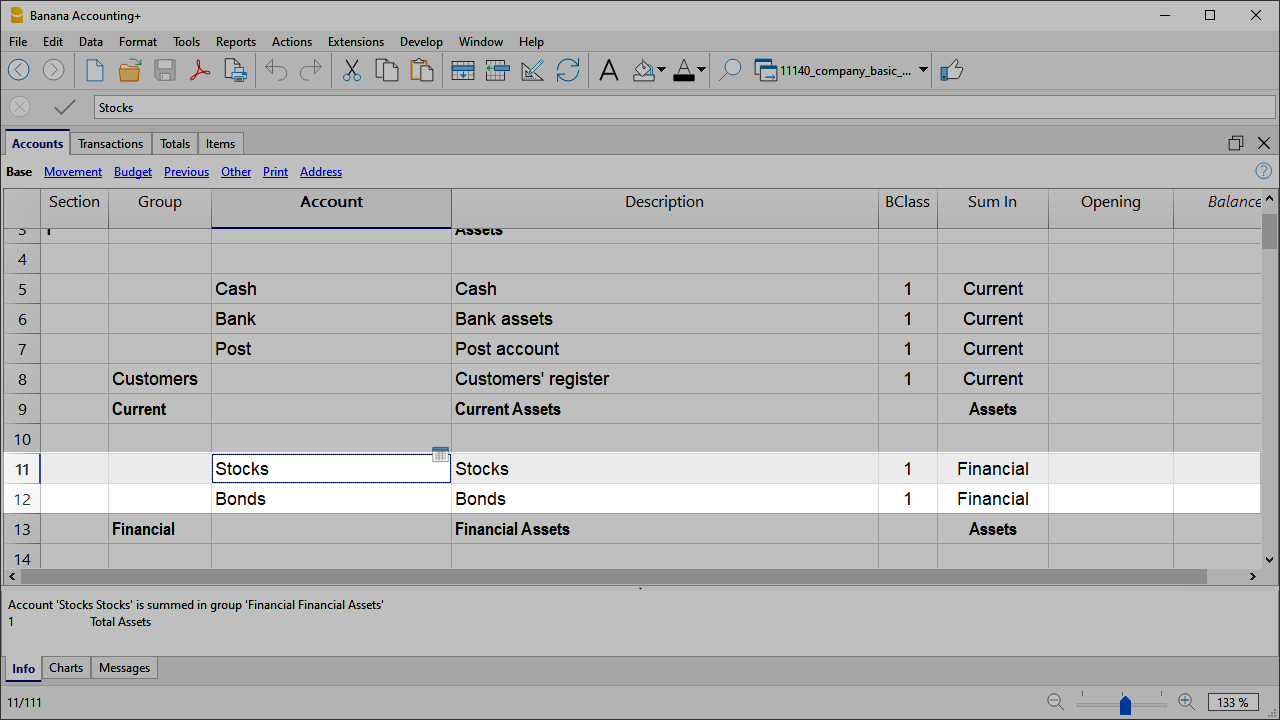 Banana Accounting+
File Edit Data Format Tools Reports Actions Extensions Develop Window Help
11140_company_basic_...
Stocks
Accounts Transactions Totals Items
Base Movement Budget Previous Other Print Address
Section Group Account Description BClass Sum In Opening Balance
3 1 Assets
4
5 Cash Cash 1 Current
6 Bank Bank assets 1 Current
7 Post Post account 1 Current
8 Customers Customers' register 1 Current
9 Current Current Assets Assets
10
11 Stocks Stocks 1 Financial
12 Bonds Bonds 1 Financial
13 Financial Financial Assets Assets
14
Account 'Stocks Stocks' is summed in group 'Financial Financial Assets'
1 Total Assets
Info Charts Messages
11/111 133 %